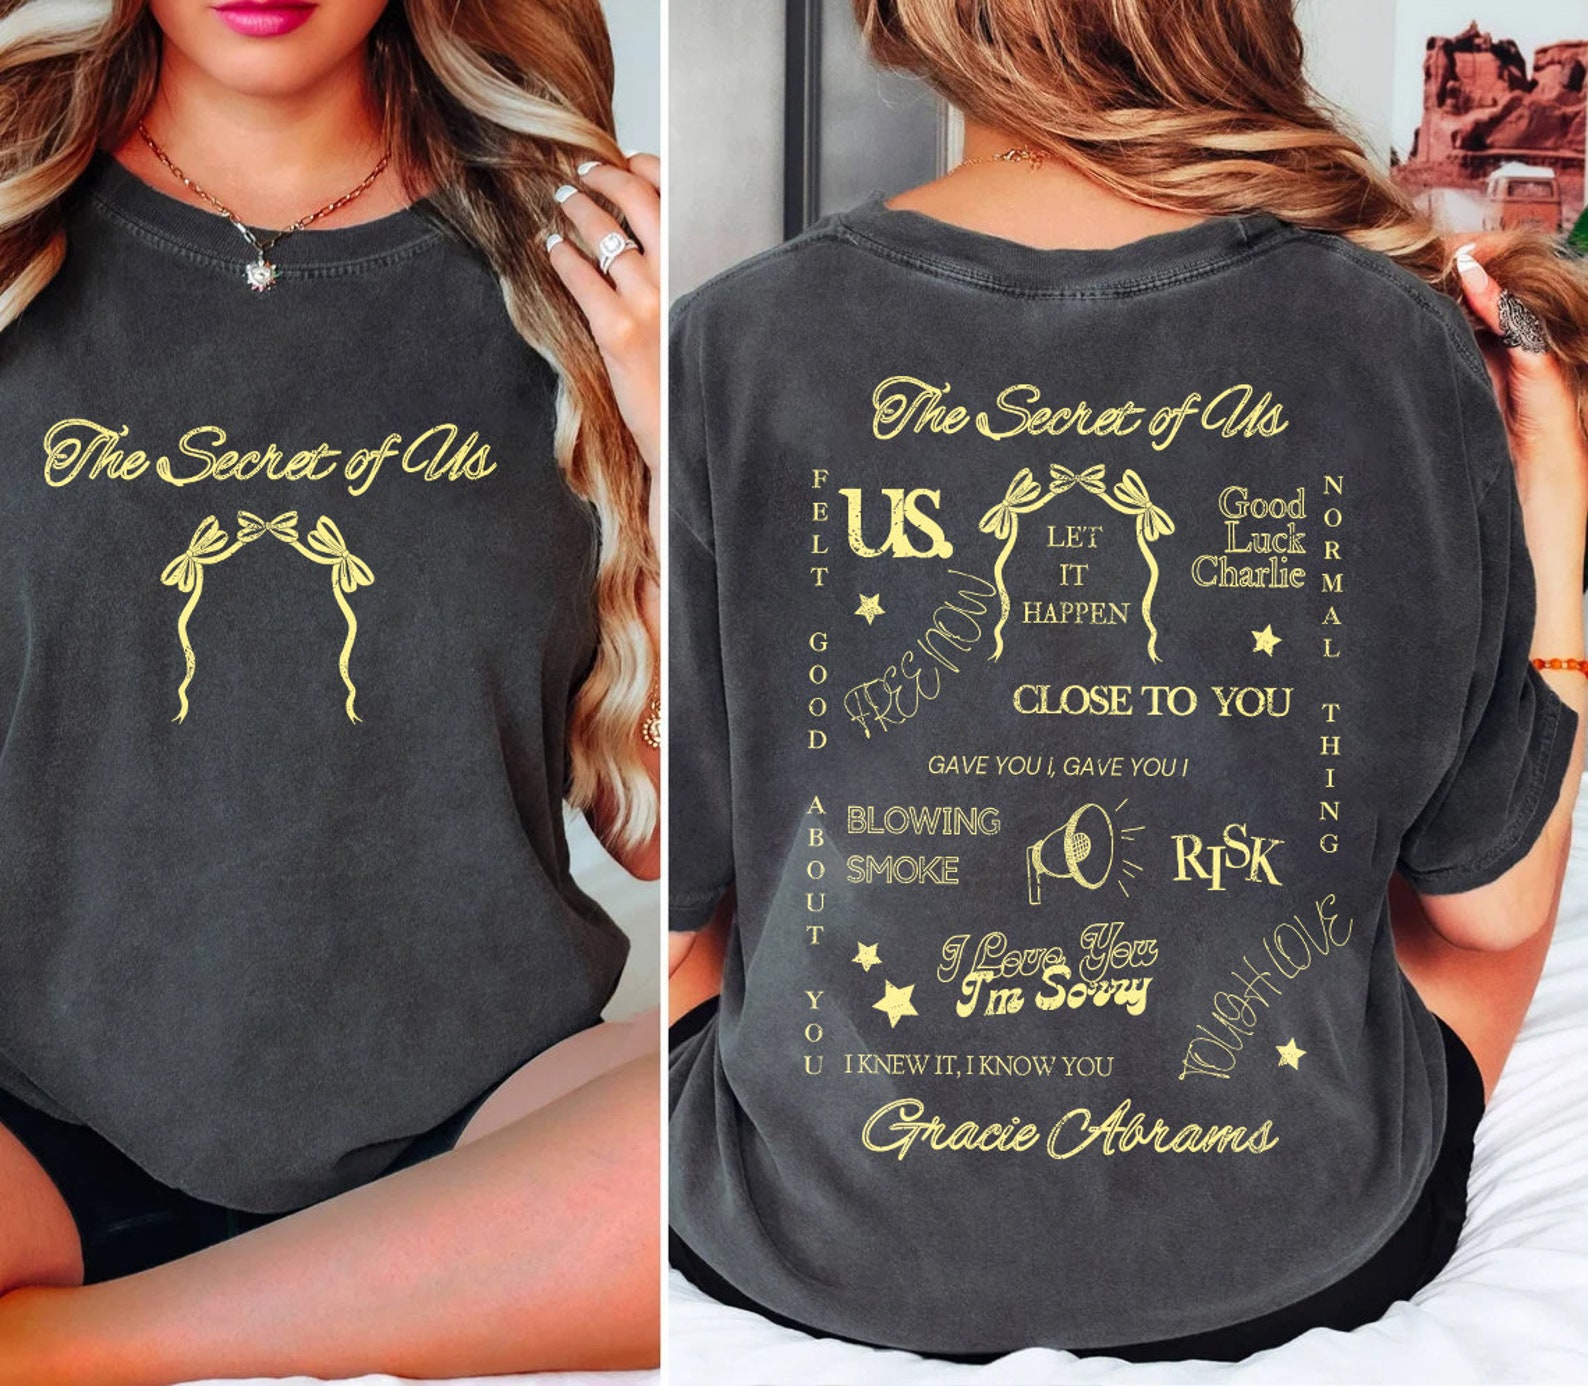 The Secret of Us
The Secret of Us
FELT GOOD ABOUT YOU
us.
LET
IT
HAPPEN
Good
Luck
Charlie
NORMAL THING
FREE NOW
CLOSE TO YOU
GAVE YOU i, GAVE YOU I
BLOWING
SMOKE
RISK
I Love You
I'm Sorry
TOUGH LOVE
I KNEW IT, I KNOW YOU
Gracie Abrams